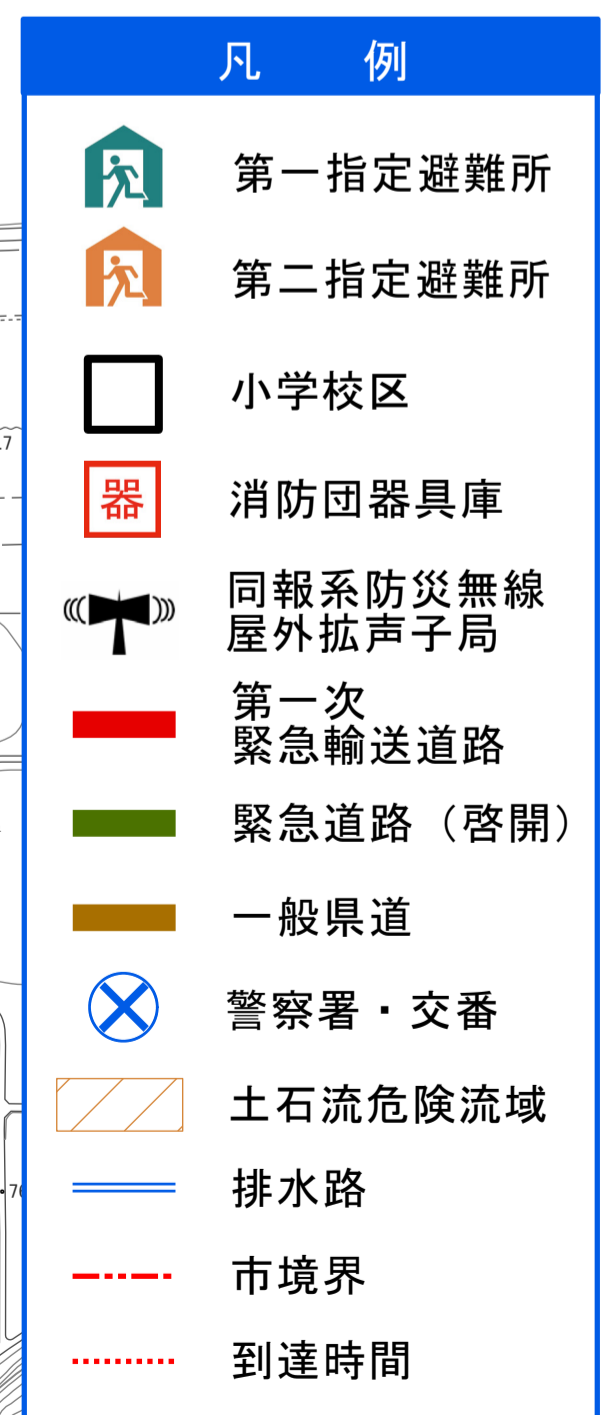 凡　例
第一指定避難所
第二指定避難所
小学校区
器
消防団器具庫
同報系防災無線
屋外拡声子局
第一次
緊急輸送道路
緊急道路（啓開）
一般県道
警察署・交番
土石流危険流域
排水路
市境界
到達時間